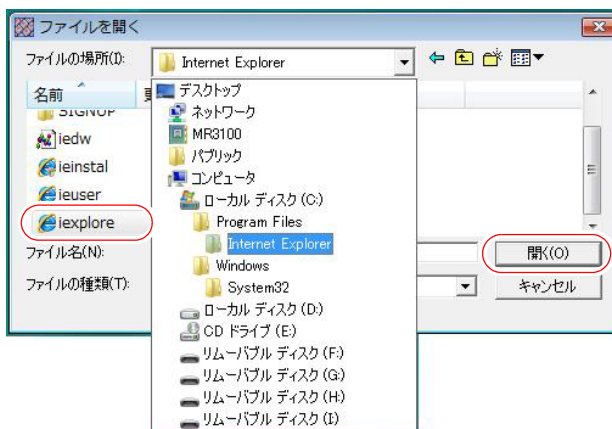 ファイルを開く
ファイルの場所(I):
Internet Explorer
名前
デスクトップ
ネットワーク
MR3100
パブリック
コンピュータ
ローカル ディスク (C:)
Program Files
Internet Explorer
Windows
System32
ローカル ディスク (D:)
CD ドライブ (E:)
リムーバブル ディスク (F:)
リムーバブル ディスク (G:)
リムーバブル ディスク (H:)
リムーバブル ディスク (I:)
SIGNUP
iedw
ieinstal
ieuser
iexplore
ファイル名(N):
開く(O)
ファイルの種類(T):
キャンセル